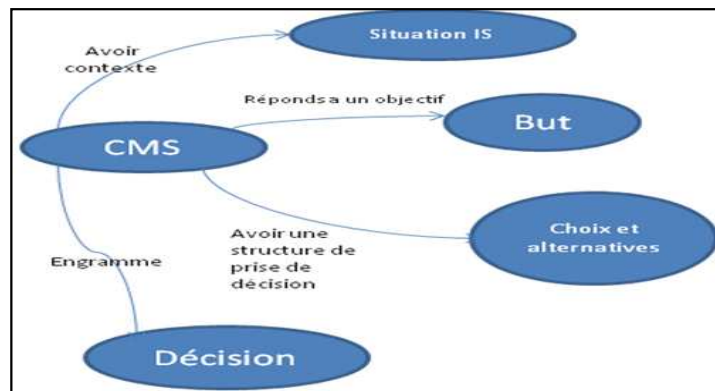 Situation IS
Avoir
contexte
Réponds a un objectif
But
CMS
Choix et
alternatives
Avoir une
structure de
prise de
décision
Engramme
Décision